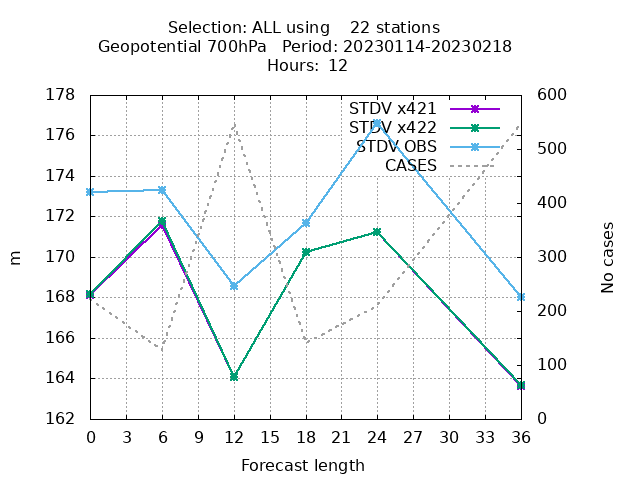 Selection: ALL using    22 stations
Geopotential 700hPa   Period: 20230114-20230218
Hours:  12
178
176
174
172
170
168
166
164
162
m
STDV x421
STDV x422
STDV OBS
CASES
600
500
400
300
200
100
0
No cases
0 3 6 9 12 15 18 21 24 27 30 33 36
Forecast length